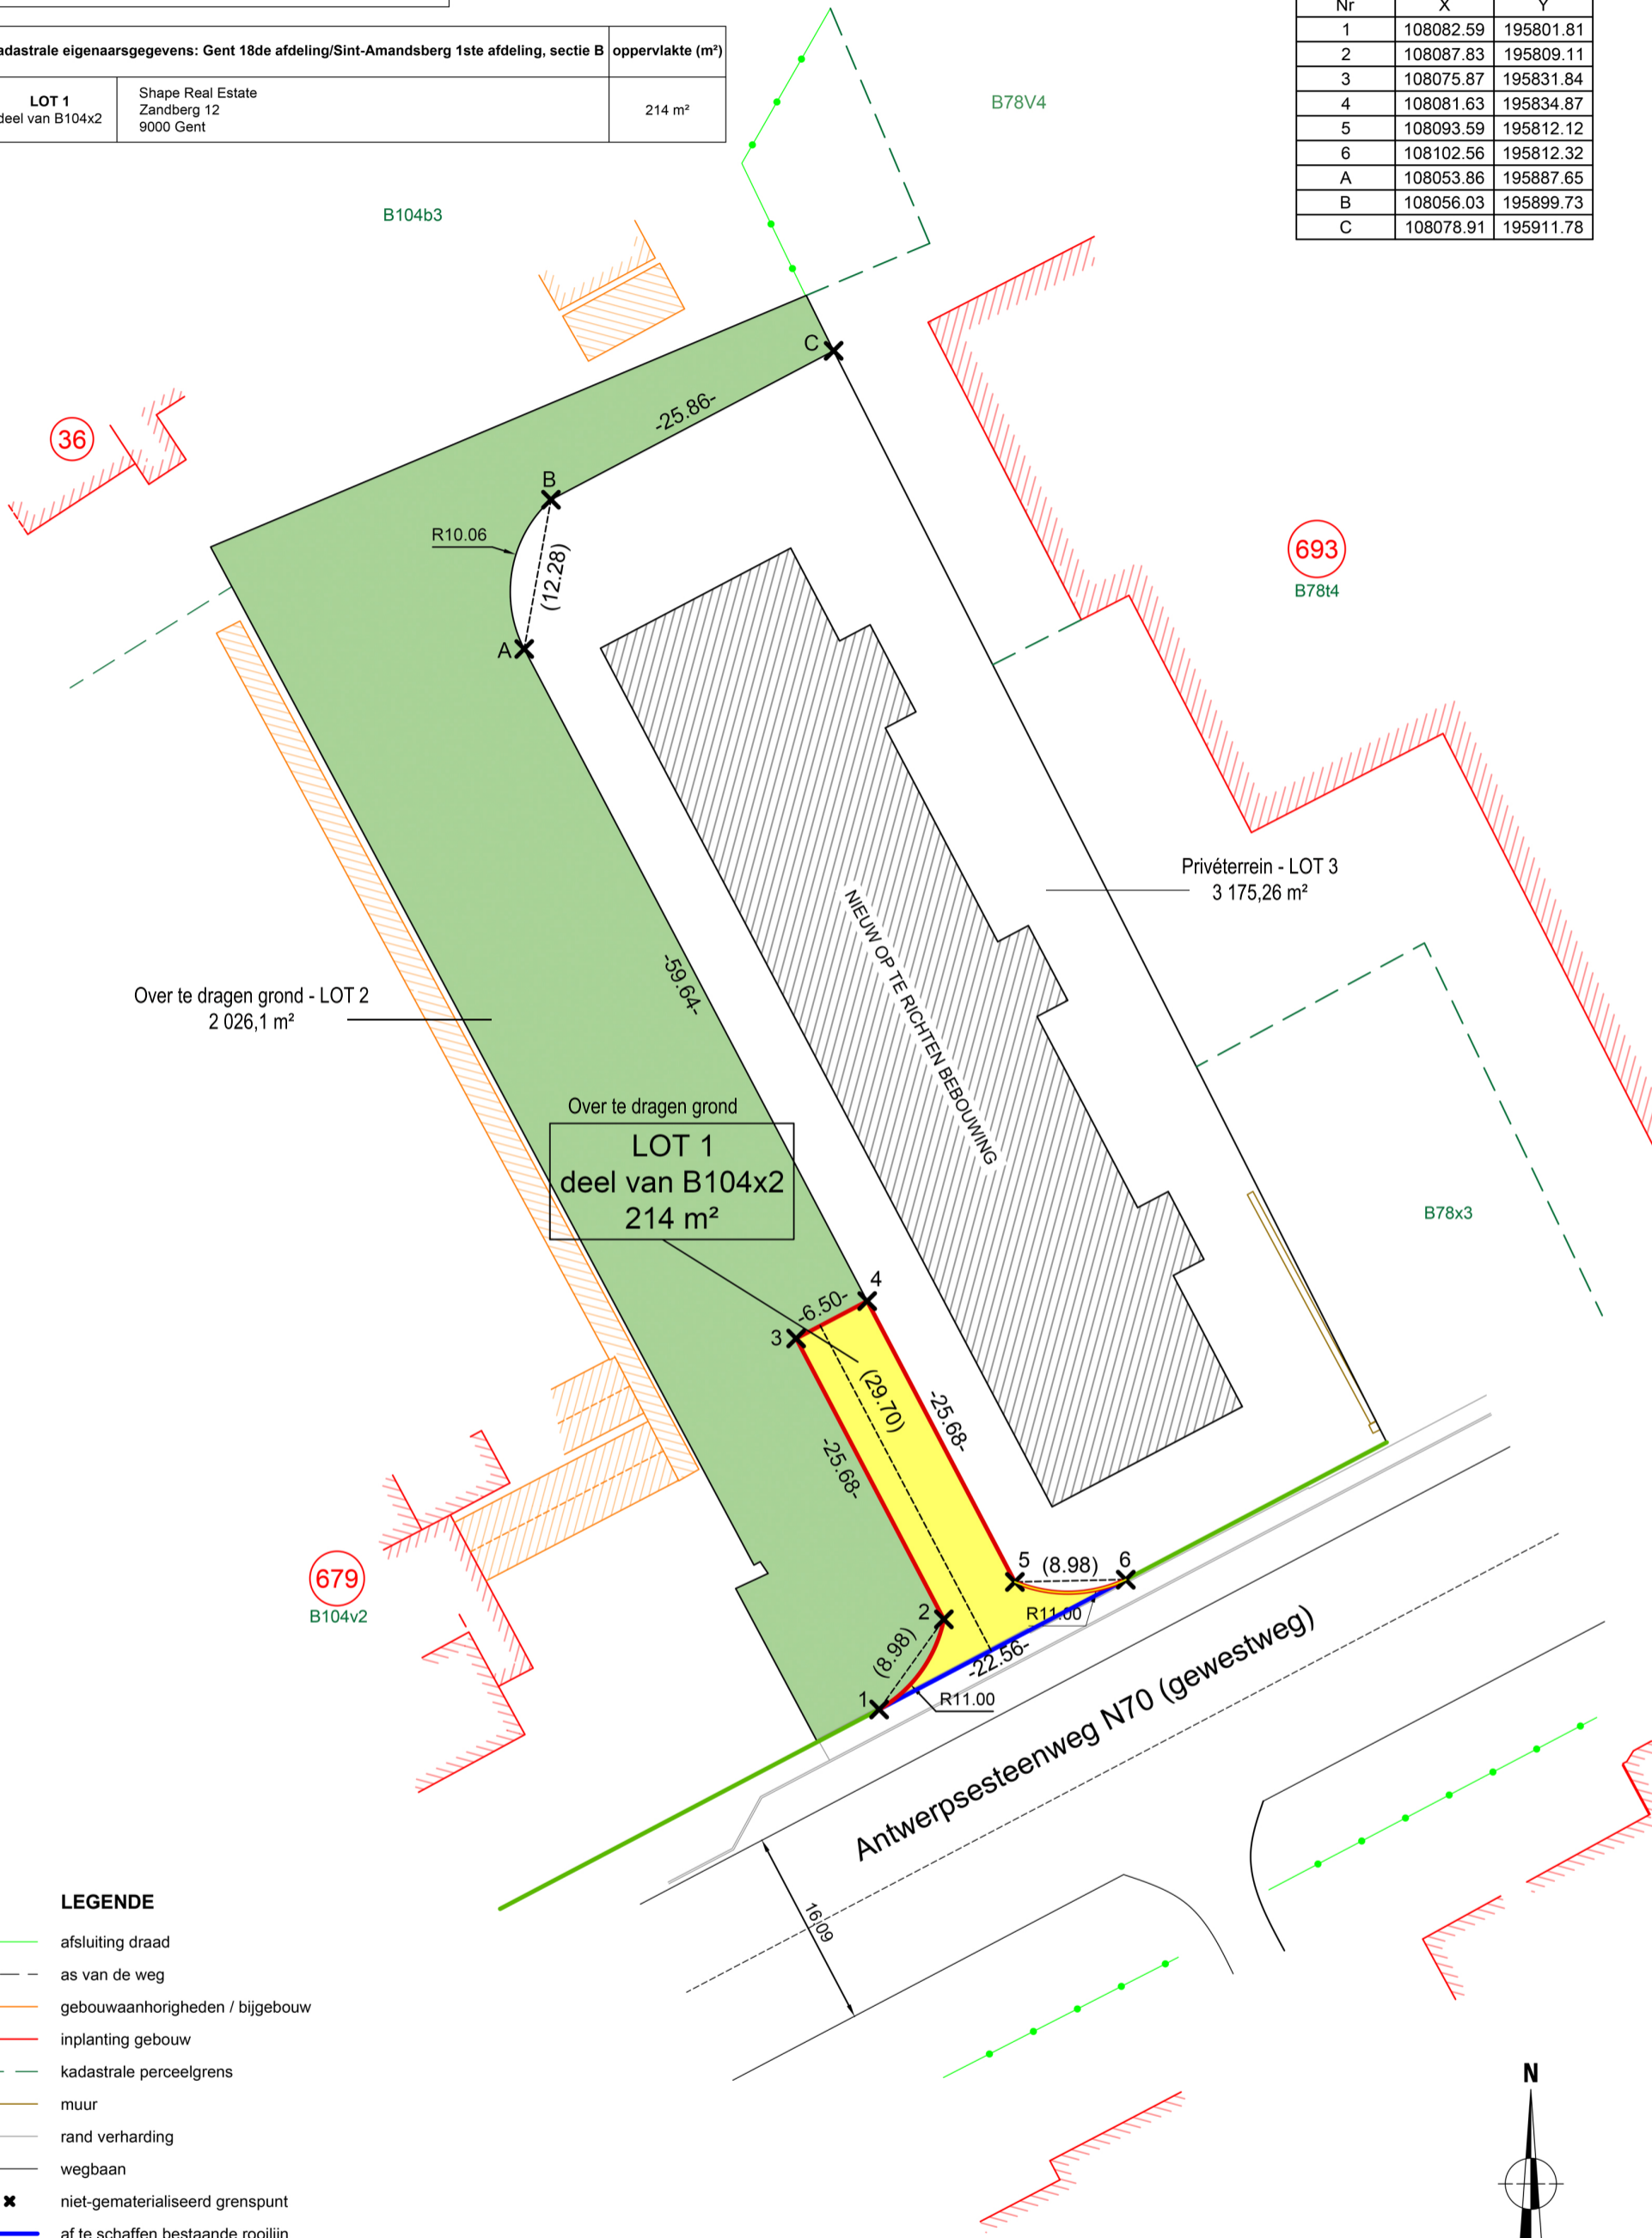 adastrale eigenaarsgegevens: Gent 18de afdeling/Sint-Amandsberg 1ste afdeling, sectie B oppervlakte (m²)
LOT 1
deel van B104x2
Shape Real Estate
Zandberg 12
9000 Gent
214 m²
Nr X Y
1 108082.59 195801.81
2 108087.83 195809.11
3 108075.87 195831.84
4 108081.63 195834.87
5 108093.59 195812.12
6 108102.56 195812.32
A 108053.86 195887.65
B 108056.03 195899.73
C 108078.91 195911.78
B78V4
B104b3
C
-25.86-
36
B
R10.06
(12.28)
A
693
B78t4
Privéterrein - LOT 3
3 175,26 m²
NIEUW OP TE RICHTEN BEBOUWING
-59.64-
Over te dragen grond - LOT 2
2 026,1 m²
Over te dragen grond
LOT 1
deel van B104x2
214 m²
B78x3
4
-6.50-
3
(29.70)
-25.68-
-25.68-
5
(8.98)
6
679
B104v2
2
R11.00
(8.98)
-22.56-
1
R11.00
Antwerpsesteenweg N70 (gewestweg)
16.09
LEGENDE
afsluiting draad
as van de weg
gebouwaanhorigheden / bijgebouw
inplanting gebouw
kadastrale perceelgrens
muur
rand verharding
wegbaan
niet-gematerialiseerd grenspunt
af te schaffen bestaande rooilijn
N